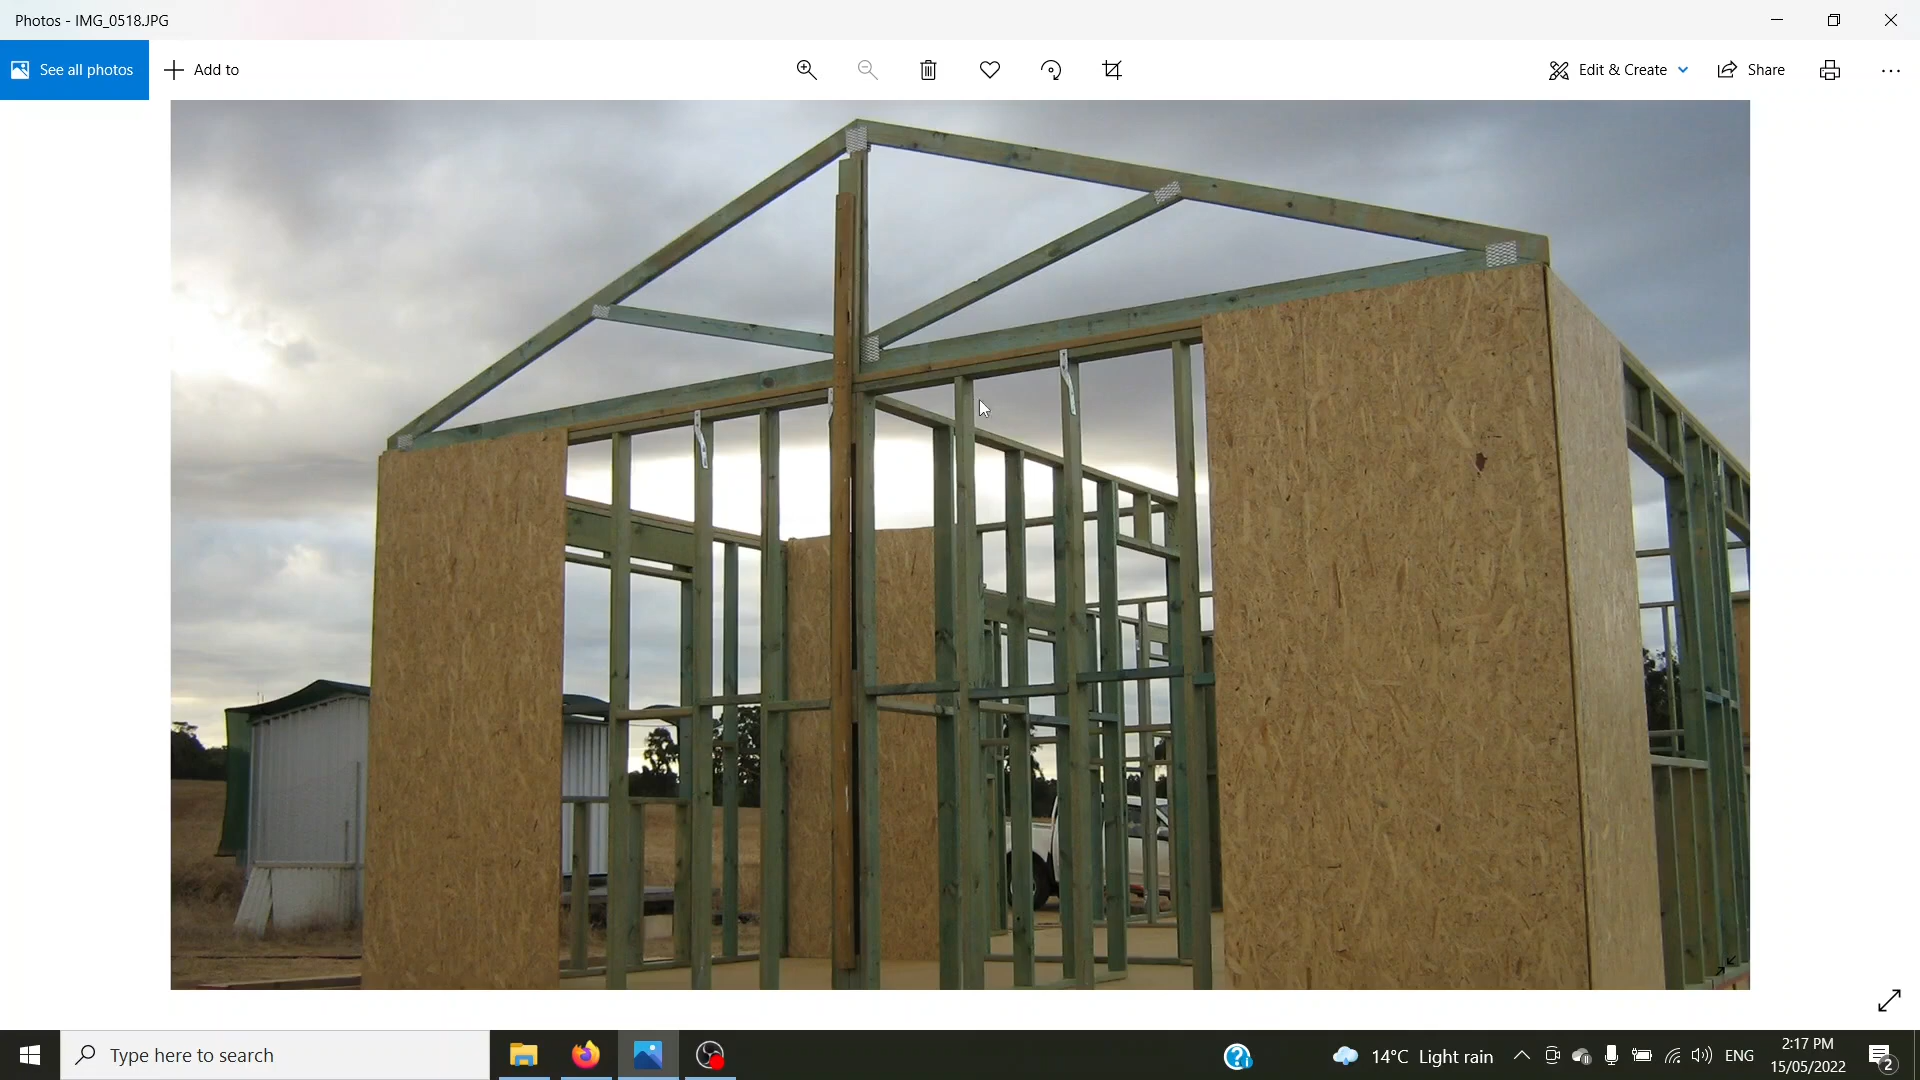 Photos - IMG_0518.JPG
See all photos
Add to
Edit & Create
Share
Type here to search
14°C Light rain
ENG
2:17 PM
15/05/2022
2